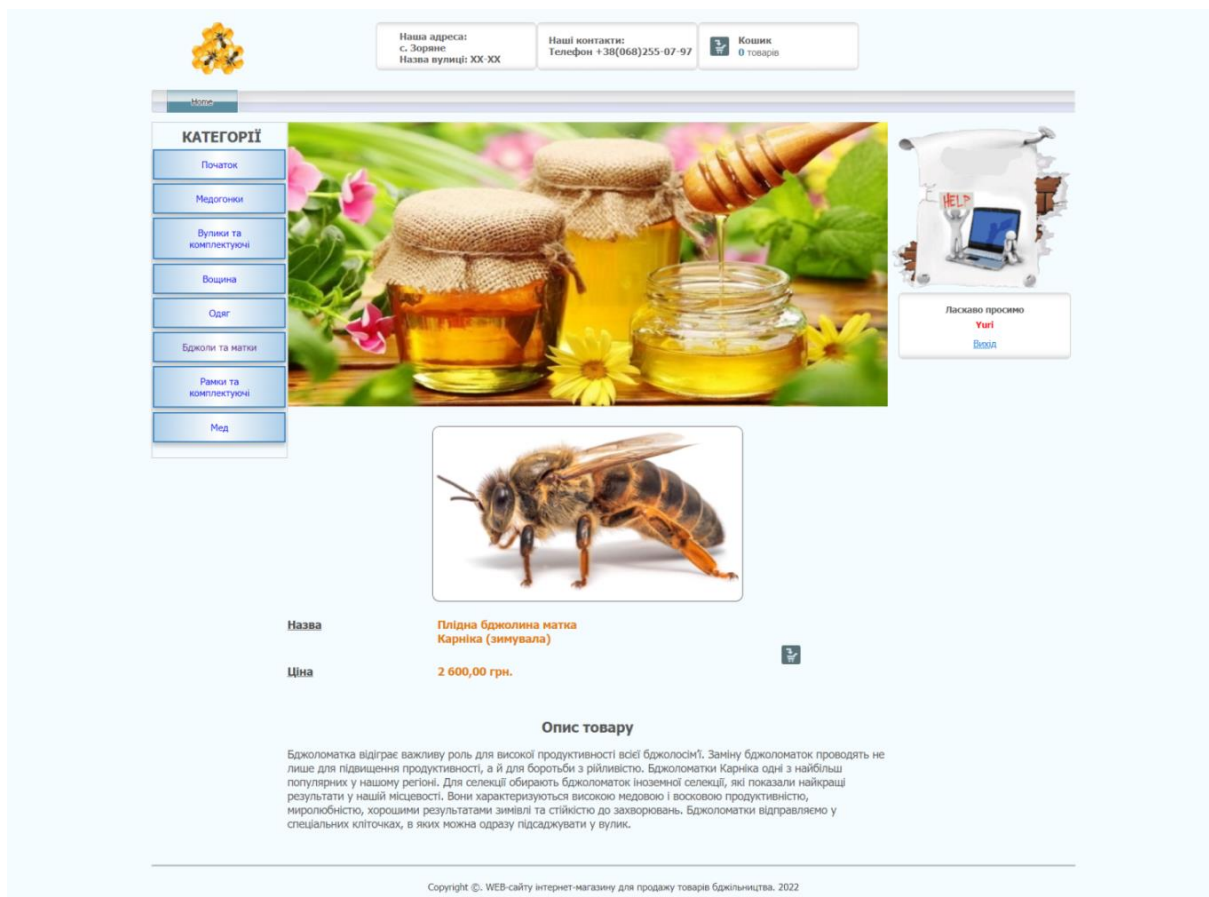 Наша адреса:
с. Зоряне
Назва вулиці: XX-XX
Наші контакти:
Телефон +38(068)255-07-97
Кошик
0 товарів
Home
КАТЕГОРІЇ
Початок
Медогонки
Вулики та
комплектуючі
Вощина
Одяг
Бджоли та матки
Рамки та
комплектуючі
Мед
HELP
Ласкаво просимо
Yuri
Вихід
Назва
Плідна бджолина матка
Карніка (зимувала)
Ціна
2 600,00 грн.
Опис товару
Бджоломатка відіграє важливу роль для високої продуктивності всієї бджолосім'ї. Заміну бджоломаток проводять не
лише для підвищення продуктивності, а й для боротьби з рійливістю. Бджоломатки Карніка одні з найбільш
популярних у нашому регіоні. Для селекції обирають бджоломаток іноземної селекції, які показали найкращі
результати у нашій місцевості. Вони характеризуються високою медовою і восковою продуктивністю,
миролюбністю, хорошими результатами зимівлі та стійкістю до захворювань. Бджоломатки відправляємо у
спеціальних кліточках, в яких можна одразу підсаджувати у вулик.
Copyright ©. WEB-сайту інтернет-магазину для продажу товарів бджільництва. 2022